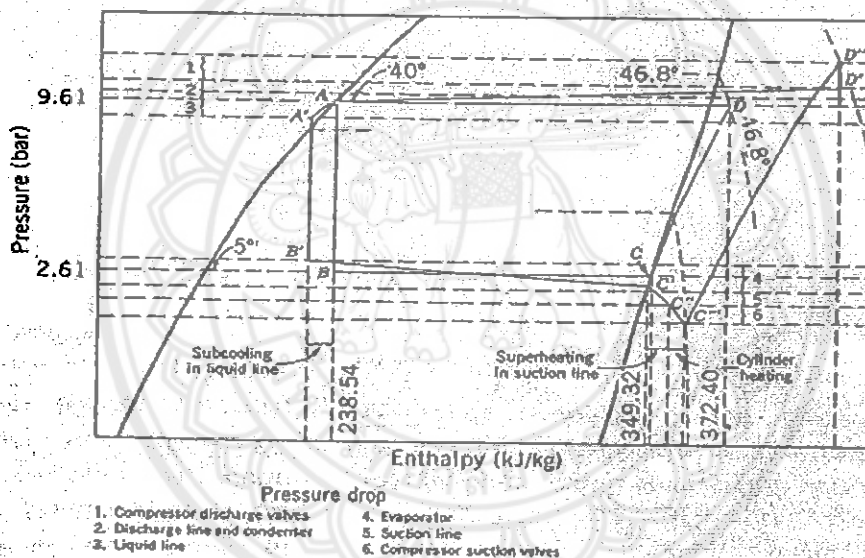 1
2
3
9.61
A
A'
40°
46.8°
D
D''
D'
46.8°
Pressure (bar)
5°
2.61
B'
B
C
C'
C''
4
5
6
Subcooling
in liquid line
238.54
Superheating
in suction line
349.32
372.40
Cylinder
heating
Enthalpy (kJ/kg)
Pressure drop
1. Compressor discharge valves
2. Discharge line and condenser
3. Liquid line
4. Evaporator
5. Suction line
6. Compressor suction valves